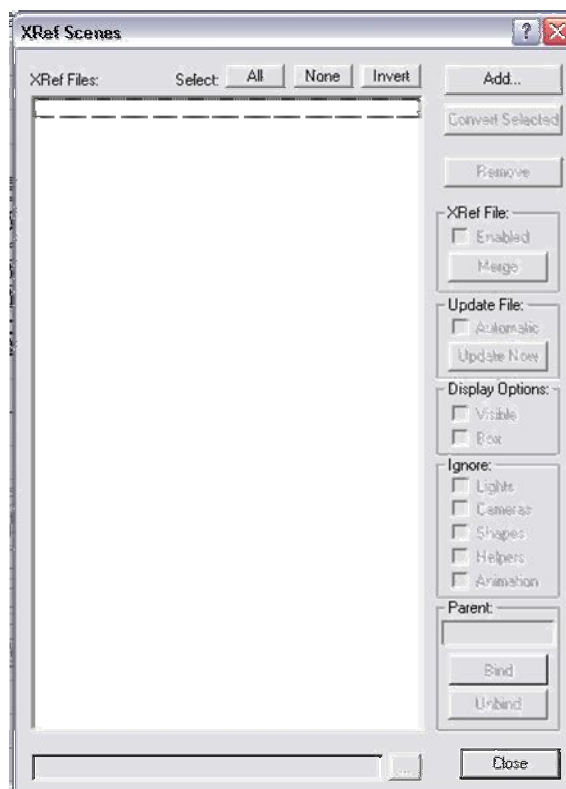 XRef Scenes
XRef Files:
Select:
All
None
Invert
Add...
Convert Selected
Remove
XRef File:
Enabled
Merge
Update File:
Automatic
Update Now
Display Options:
Visible
Box
Ignore:
Lights
Cameras
Shapes
Helpers
Animation
Parent:
Bind
Unbind
...
Close